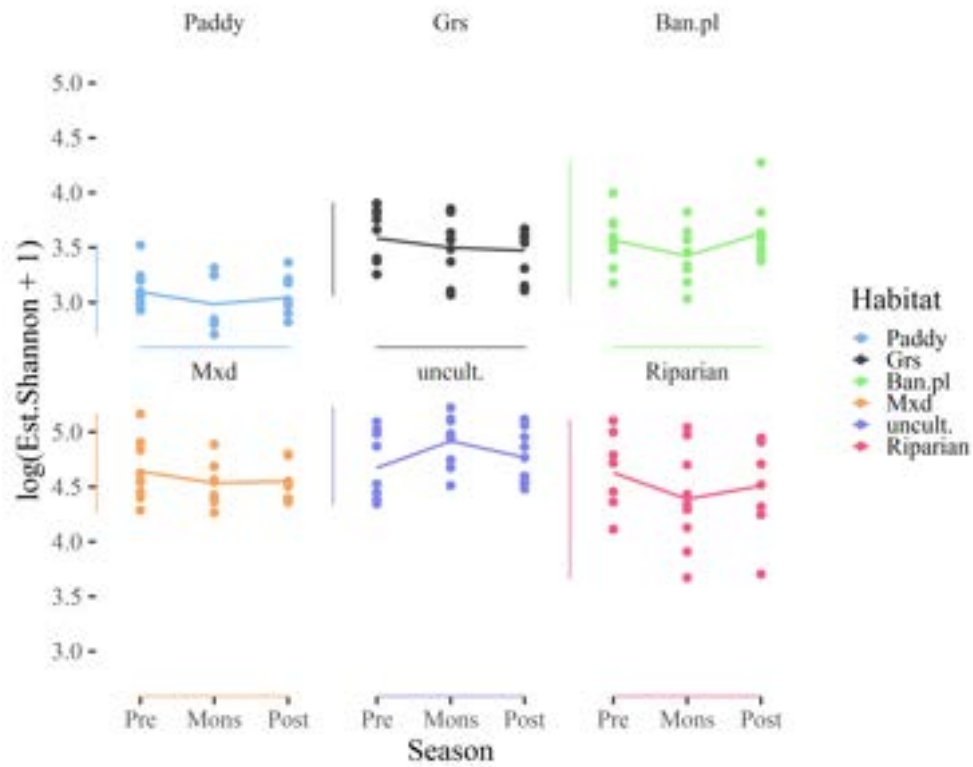 Paddy Grs Ban.pl
5.0
4.5
4.0
3.5
3.0
Mxd uncult. Riparian
5.0
4.5
4.0
3.5
3.0
log(Est.Shannon + 1)
Pre Mons Post Pre Mons Post Pre Mons Post
Season
Habitat
Paddy
Grs
Ban.pl
Mxd
uncult.
Riparian